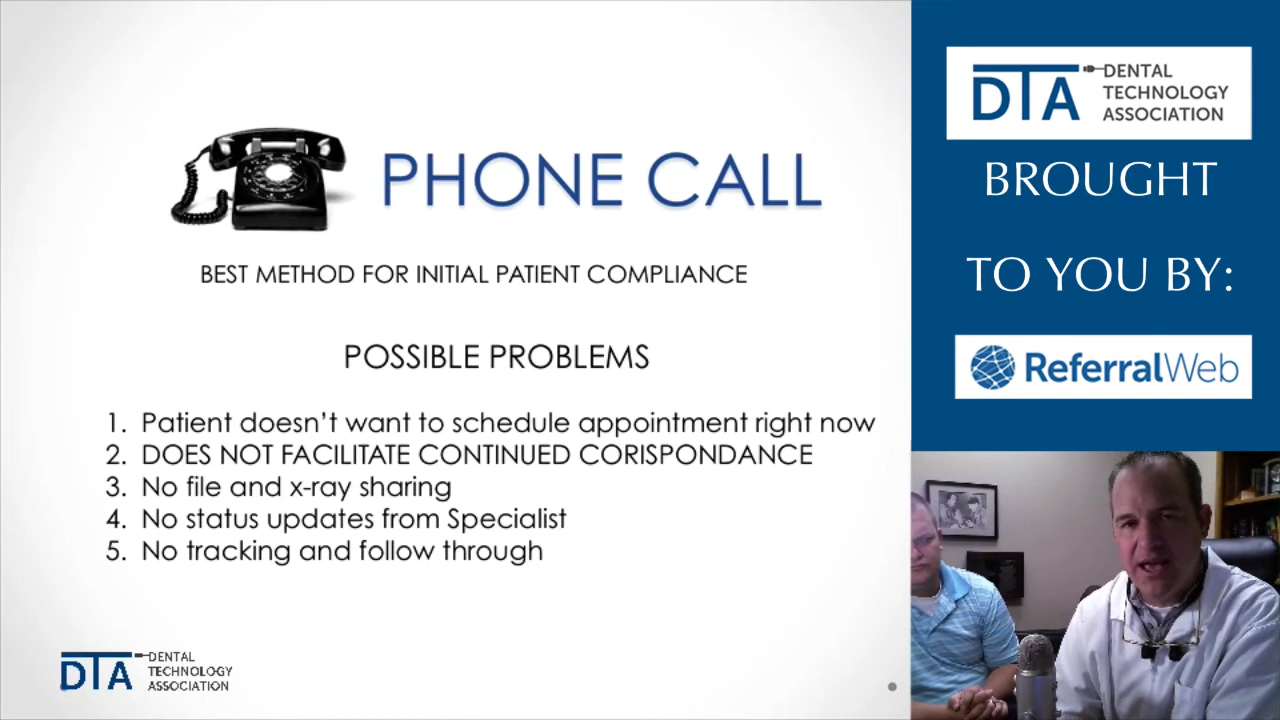 PHONE CALL
BEST METHOD FOR INITIAL PATIENT COMPLIANCE
POSSIBLE PROBLEMS
1. Patient doesn’t want to schedule appointment right now
2. DOES NOT FACILITATE CONTINUED CORISPONDANCE
3. No file and x-ray sharing
4. No status updates from Specialist
5. No tracking and follow through
DTA DENTAL
TECHNOLOGY
ASSOCIATION
DTA DENTAL
TECHNOLOGY
ASSOCIATION
BROUGHT
TO YOU BY:
ReferralWeb